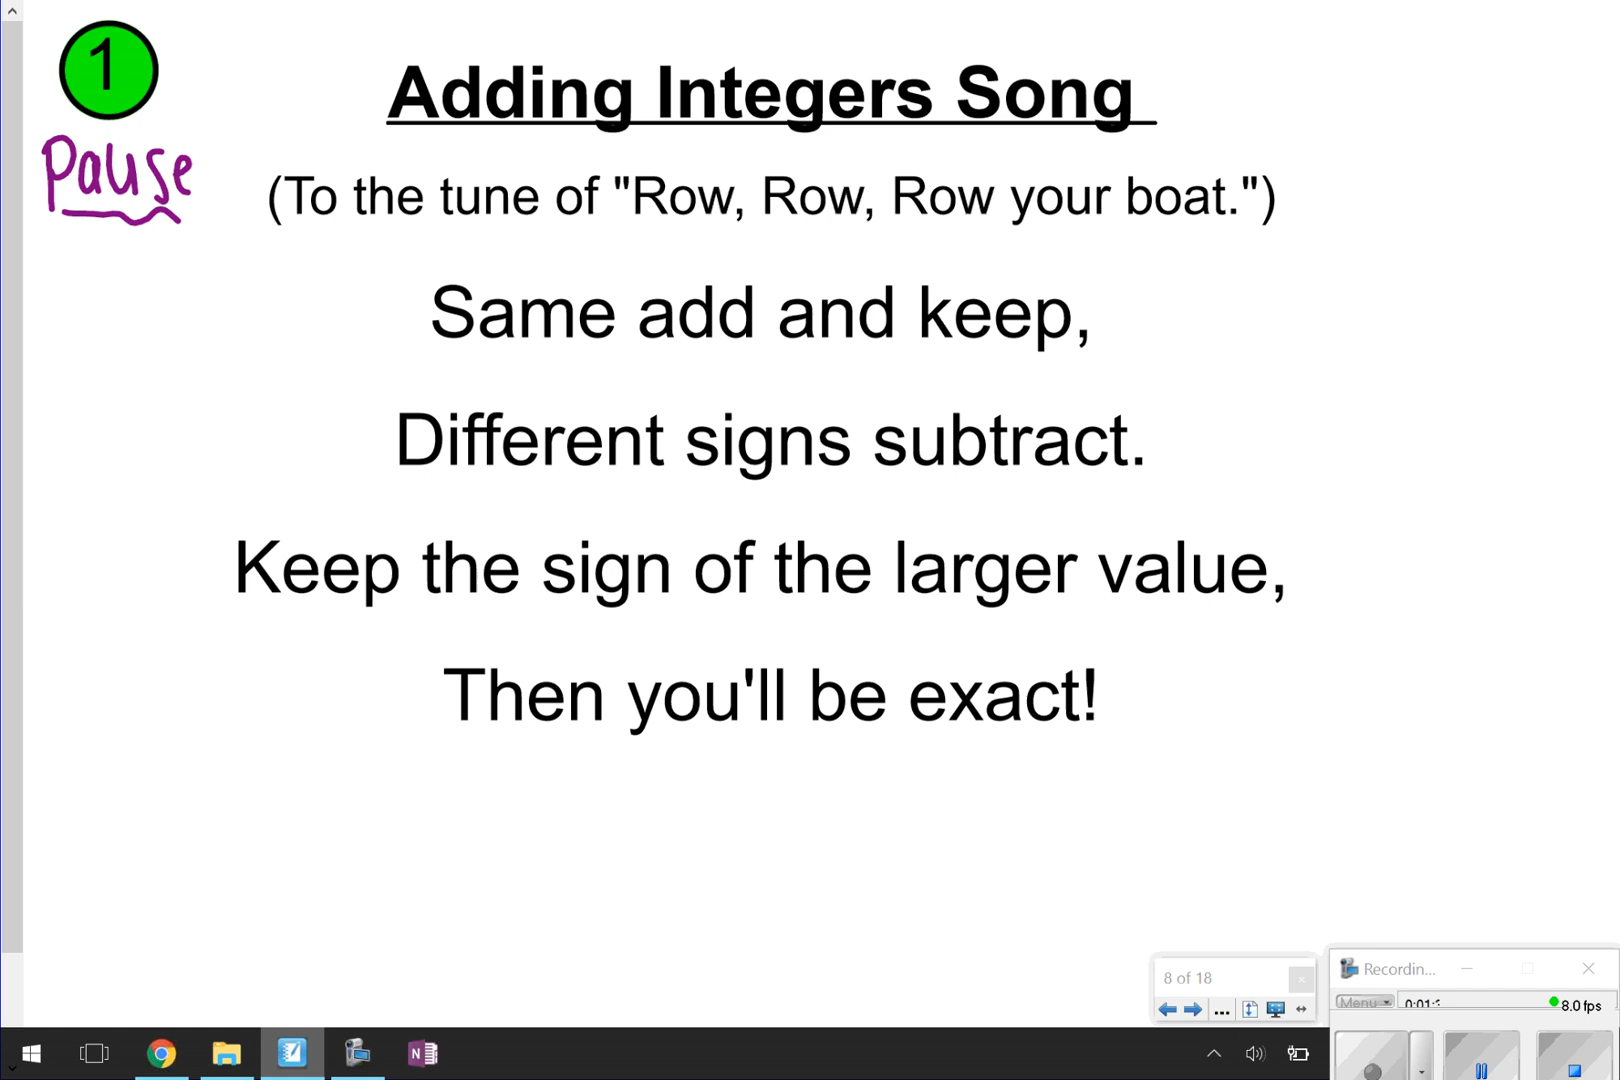 1
Pause
Adding Integers Song
(To the tune of "Row, Row, Row your boat.")
Same add and keep,
Different signs subtract.
Keep the sign of the larger value,
Then you'll be exact!
8 of 18
Recordin...
Menu
8.0 fps
N